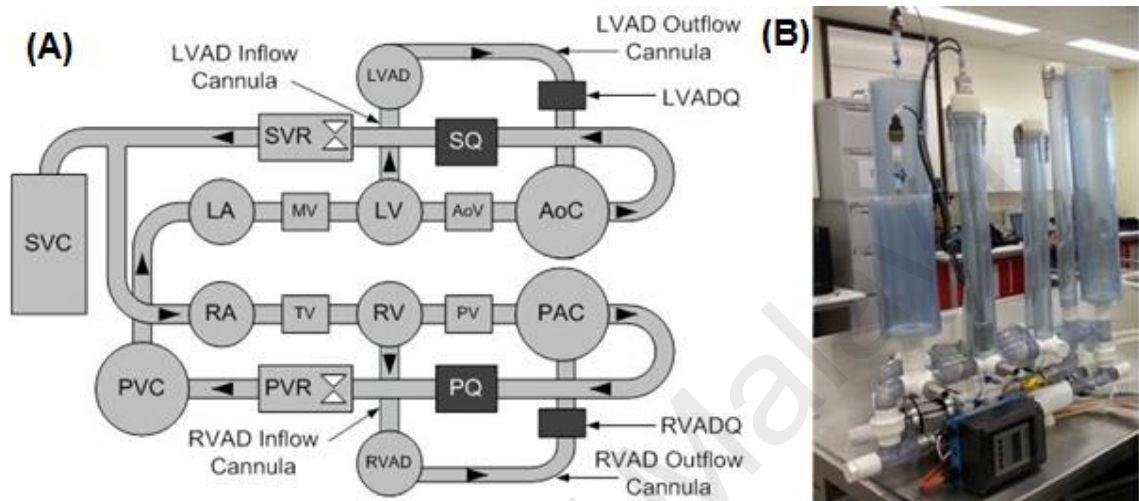 (A)
LVAD Inflow
Cannula
LVAD
LVAD Outflow
Cannula
LVADQ
SVR
SQ
SVC
LA
MV
LV
AoV
AoC
RA
TV
RV
PV
PAC
PVC
PVR
PQ
RVADQ
RVAD Inflow
Cannula
RVAD
RVAD Outflow
Cannula
(B)